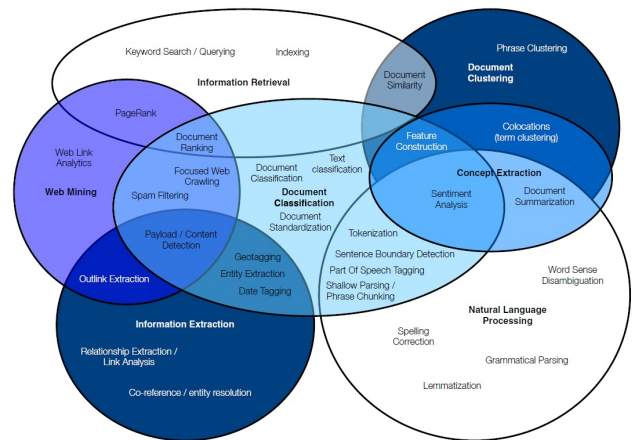 Keyword Search / Querying
Indexing
Information Retrieval
Phrase Clustering
Document
Clustering
Document
Similarity
PageRank
Web Link
Analytics
Web Mining
Document
Ranking
Focused Web
Crawling
Spam Filtering
Text
classification
Document
Classification
Document
Classification
Document
Standardization
Feature
Construction
Colocations
(term clustering)
Concept Extraction
Sentiment
Analysis
Document
Summarization
Payload / Content
Detection
Outlink Extraction
Geotagging
Entity Extraction
Date Tagging
Tokenization
Sentence Boundary Detection
Part Of Speech Tagging
Shallow Parsing /
Phrase Chunking
Word Sense
Disambiguation
Natural Language
Processing
Spelling
Correction
Grammatical Parsing
Lemmatization
Information Extraction
Relationship Extraction /
Link Analysis
Co-reference / entity resolution